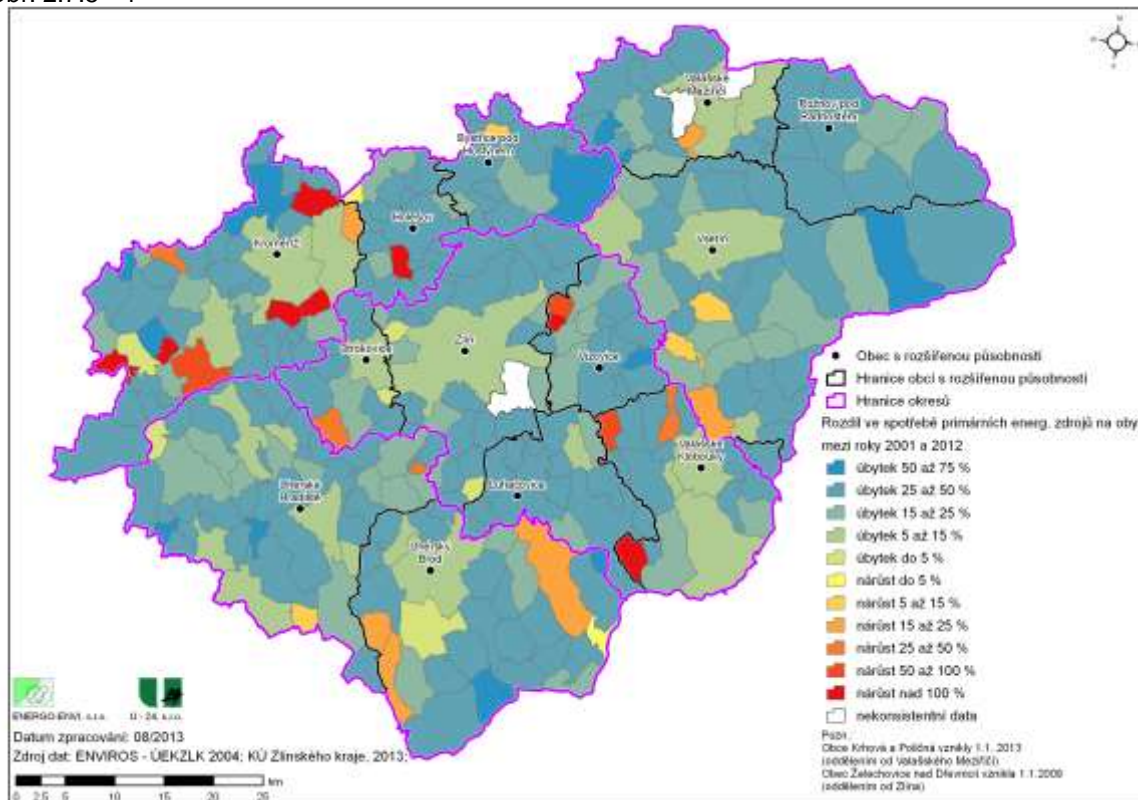 Valašské
Meziříčí
Rožnov pod
Radhoštěm
Bystřice pod
Hostýnem
Holešov
Kroměříž
Vsetín
Zlín
Otrokovice
Vizovice
Valašské
Klobouky
Luhačovice
Uherské
Hradiště
Uherský
Brod
Obec s rozšířenou působností
Hranice obcí s rozšířenou působností
Hranice okresů
Rozdíl ve spotřebě primárních energ. zdrojů na oby
mezi roky 2001 a 2012
úbytek 50 až 75 %
úbytek 25 až 50 %
úbytek 15 až 25 %
úbytek 5 až 15 %
úbytek do 5 %
nárůst do 5 %
nárůst 5 až 15 %
nárůst 15 až 25 %
nárůst 25 až 50 %
nárůst 50 až 100 %
nárůst nad 100 %
nekonsistentní data
Pozn.
Obce Krhová a Poličná vznikly 1.1. 2013
(oddělením od Valašského Meziříčí)
Obec Želechovice nad Dřevnicí vznikla 1.1.2009
(oddělením od Zlína)
ENERGO-ENVI, s.r.o. U - 24, s.r.o.
Datum zpracování: 08/2013
Zdroj dat: ENVIROS - ÚEKZLK 2004; KÚ Zlínského kraje, 2013;
km
0 2,5 5 10 15 20 25